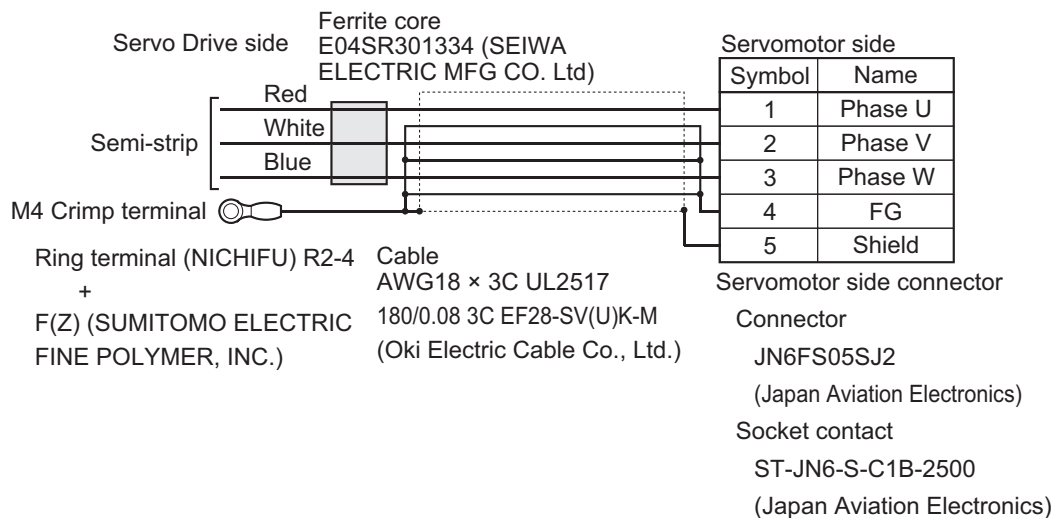 Servo Drive side
Ferrite core
E04SR301334 (SEIWA
ELECTRIC MFG CO. Ltd)
Servomotor side
Symbol Name
1 Phase U
2 Phase V
3 Phase W
4 FG
5 Shield
Semi-strip
Red
White
Blue
M4 Crimp terminal
Ring terminal (NICHIFU) R2-4
+
F(Z) (SUMITOMO ELECTRIC
FINE POLYMER, INC.)
Cable
AWG18 × 3C UL2517
180/0.08 3C EF28-SV(U)K-M
(Oki Electric Cable Co., Ltd.)
Servomotor side connector
Connector
JN6FS05SJ2
(Japan Aviation Electronics)
Socket contact
ST-JN6-S-C1B-2500
(Japan Aviation Electronics)